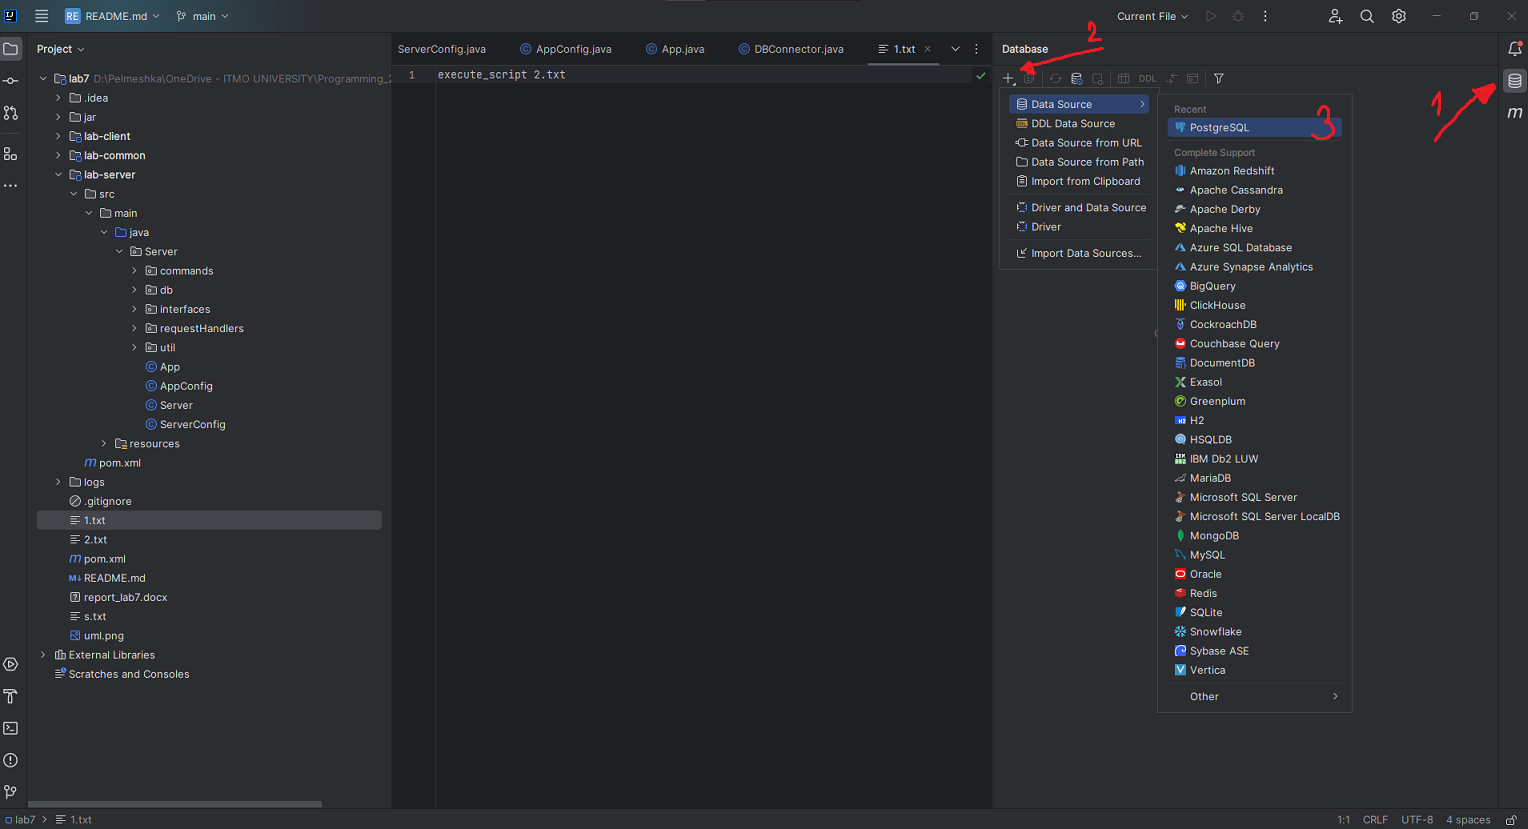 RE README.md
main
Current File
Project
lab7 D:\Pelmeshka\OneDrive - ITMO UNIVERSITY\Programming_2
.idea
jar
lab-client
lab-common
lab-server
src
main
java
Server
commands
db
interfaces
requestHandlers
util
App
AppConfig
Server
ServerConfig
resources
pom.xml
logs
.gitignore
1.txt
2.txt
pom.xml
README.md
report_lab7.docx
s.txt
uml.png
External Libraries
Scratches and Consoles
ServerConfig.java
AppConfig.java
App.java
DBConnector.java
1.txt
1 execute_script 2.txt
Database
2
DDL
Data Source
DDL Data Source
Data Source from URL
Data Source from Path
Import from Clipboard
Driver and Data Source
Driver
Import Data Sources...
Recent
PostgreSQL
3
Complete Support
Amazon Redshift
Apache Cassandra
Apache Derby
Apache Hive
Azure SQL Database
Azure Synapse Analytics
BigQuery
ClickHouse
CockroachDB
Couchbase Query
DocumentDB
Exasol
Greenplum
H2
HSQLDB
IBM Db2 LUW
MariaDB
Microsoft SQL Server
Microsoft SQL Server LocalDB
MongoDB
MySQL
Oracle
Redis
SQLite
Snowflake
Sybase ASE
Vertica
Other
1
m
lab7 > 1.txt
1:1 CRLF UTF-8 4 spaces